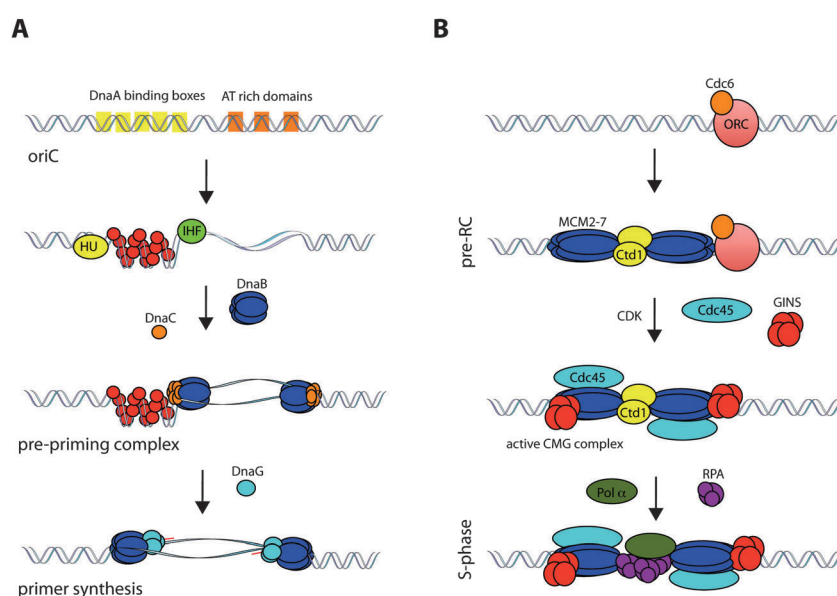 A
DnaA binding boxes
AT rich domains
oriC
HU
IHF
DnaB
DnaC
pre-priming complex
DnaG
primer synthesis
B
Cdc6
ORC
pre-RC
MCM2-7
Ctd1
CDK
Cdc45
GINS
Cdc45
Ctd1
active CMG complex
Pol α
RPA
S-phase